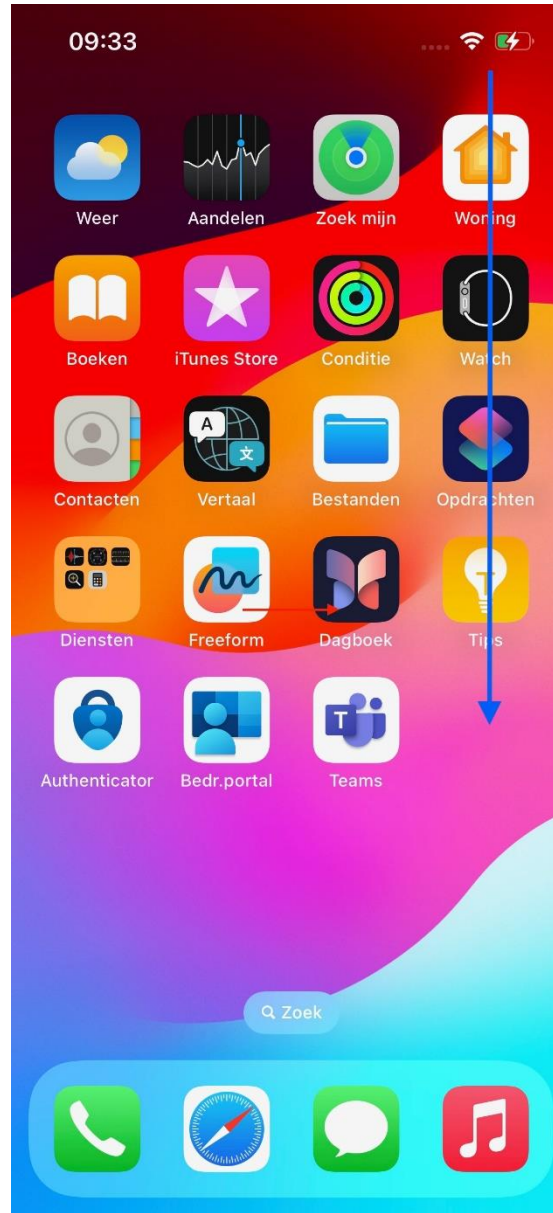 09:33
Weer Aandelen Zoek mijn Woning
Boeken iTunes Store Conditie Watch
A 文
Contacten Vertaal Bestanden Opdrachten
Diensten Freeform Dagboek Tips
T
Authenticator Bedr.portal Teams
Zoek